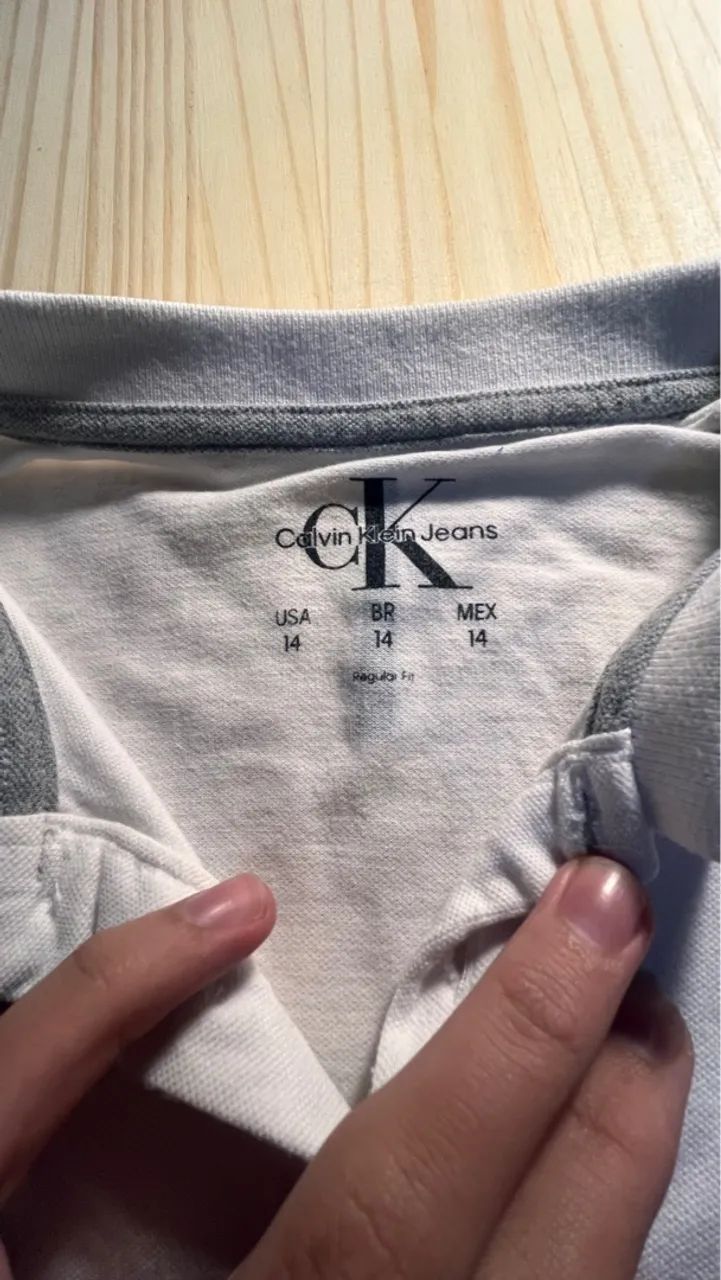 CK
Calvin Klein Jeans
USA BR MEX
14 14 14
Regular Fit